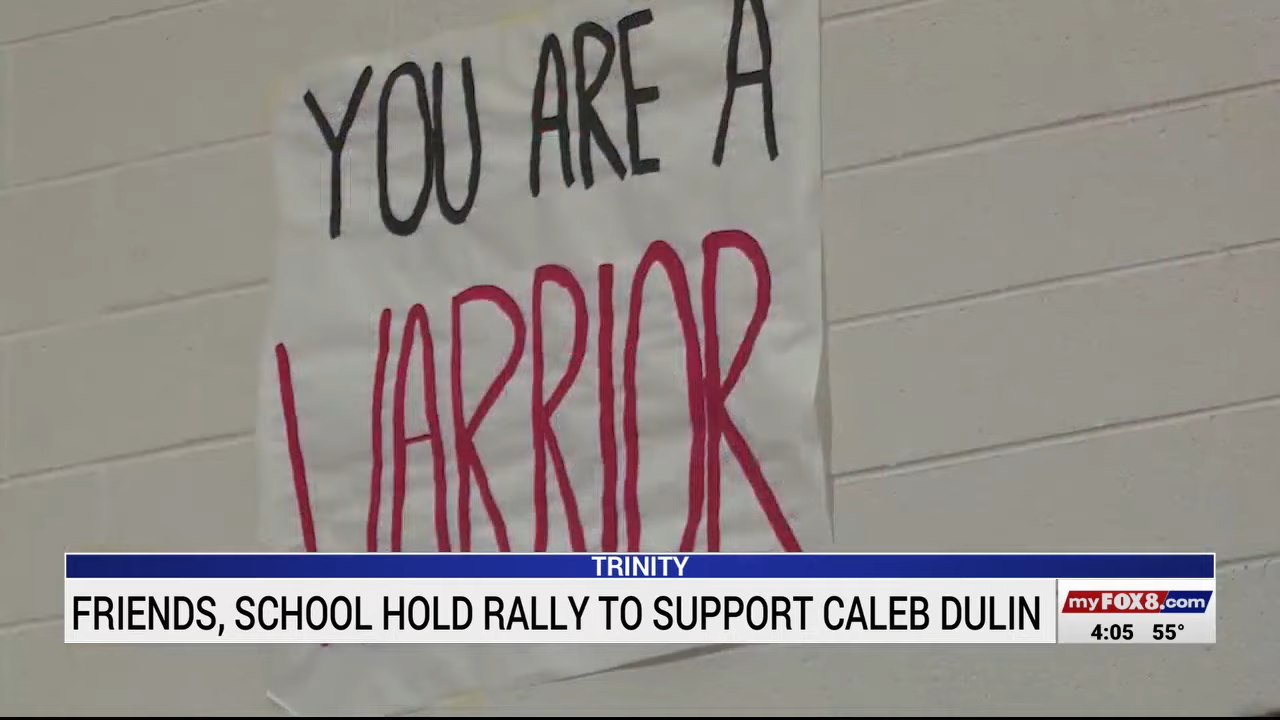 YOU ARE A
WARRIOR
TRINITY
FRIENDS, SCHOOL HOLD RALLY TO SUPPORT CALEB DULIN
myFOX8.com
4:05 55°